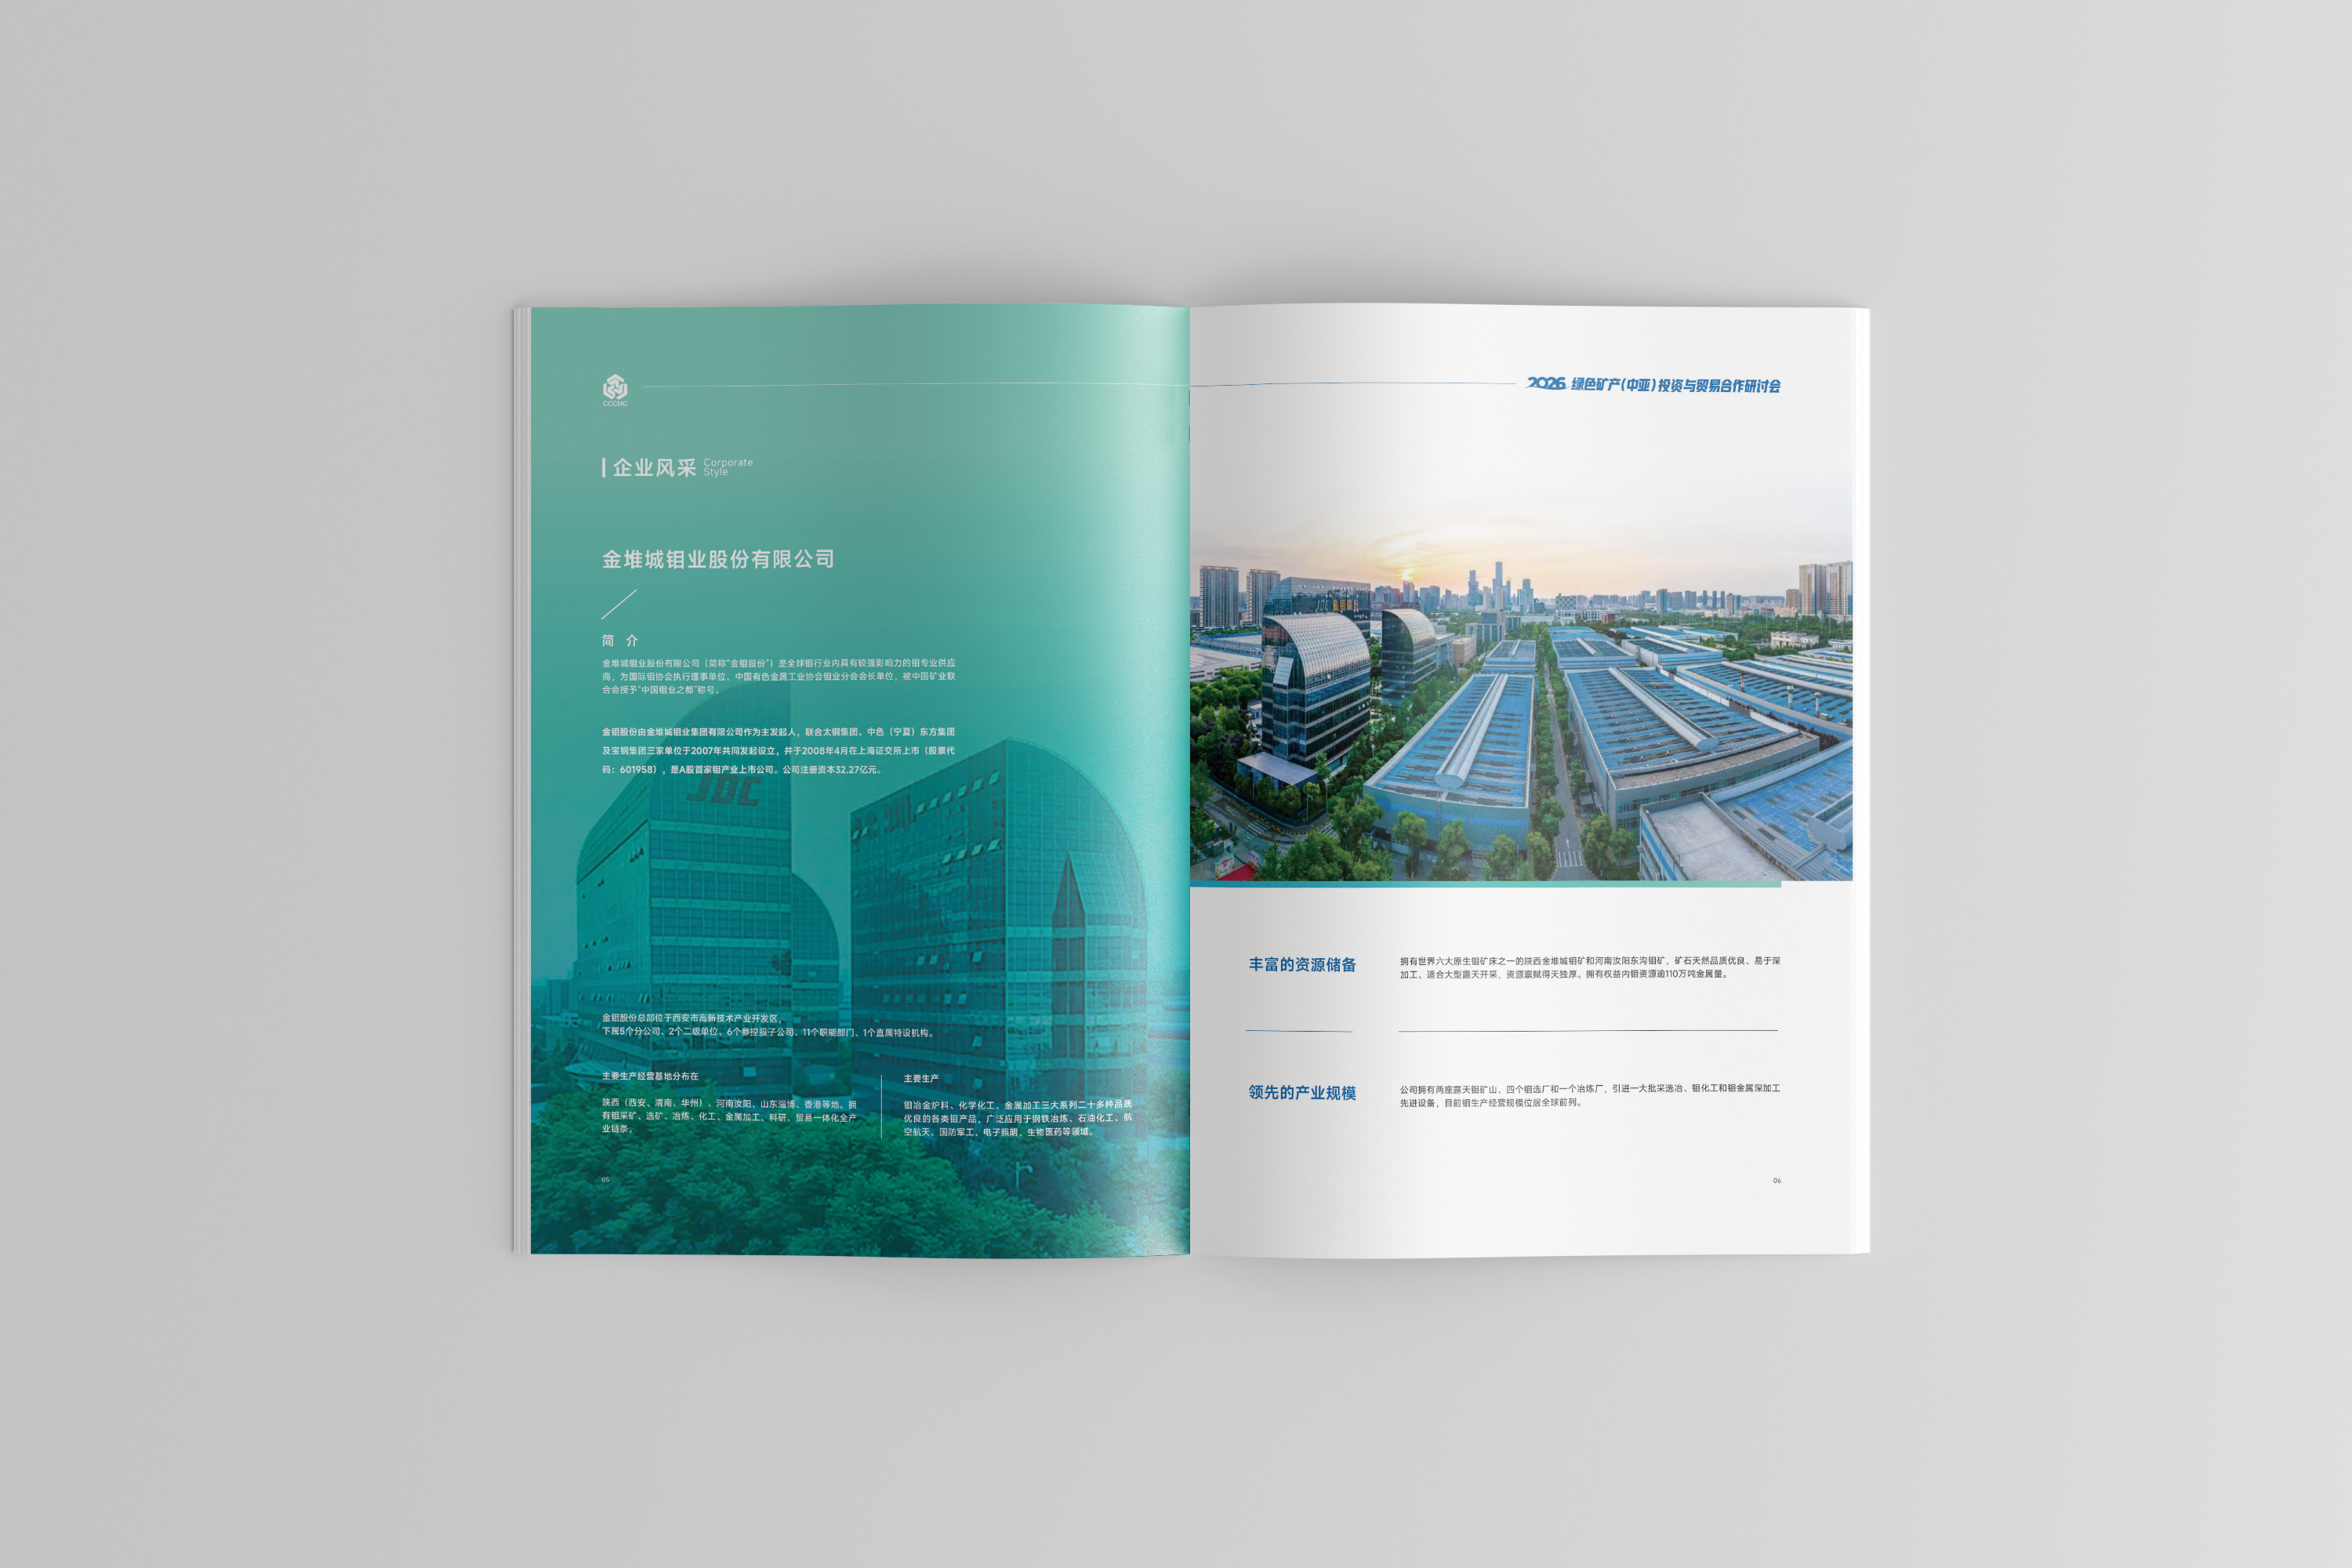 CCCMC
企业风采 Corporate Style
金堆城钼业股份有限公司
简 介
金堆城钼业股份有限公司（简称“金钼股份”）是全球钼行业内具有较强影响力的钼专业供应
商，为国际钼协会执行理事单位、中国有色金属工业协会钼业分会会长单位，被中国矿业联
合会授予“中国钼业之都”称号。
金钼股份由金堆城钼业集团有限公司作为主发起人，联合太钢集团、中色（宁夏）东方集团
及宝钢集团三家单位于2007年共同发起设立，并于2008年4月在上海证交所上市（股票代
码：601958），是A股首家钼产业上市公司。公司注册资本32.27亿元。
JDC
金钼股份总部位于西安市高新技术产业开发区，
下属5个分公司、2个二级单位、6个参控股子公司、11个职能部门、1个直属特设机构。
主要生产经营基地分布在
陕西（西安、渭南、华州）、河南汝阳、山东淄博、香港等地。拥
有钼采矿、选矿、冶炼、化工、金属加工、科研、贸易一体化全产
业链条。
主要生产
钼冶金炉料、化学化工、金属加工三大系列二十多种品质
优良的各类钼产品，广泛应用于钢铁冶炼、石油化工、航
空航天、国防军工、电子照明，生物医药等领域。
05
2026 绿色矿产(中亚)投资与贸易合作研讨会
JDC 金钼股份
丰富的资源储备
拥有世界六大原生钼矿床之一的陕西金堆城钼矿和河南汝阳东沟钼矿，矿石天然品质优良、易于深
加工、适合大型露天开采，资源禀赋得天独厚。拥有权益内钼资源逾110万吨金属量。
领先的产业规模
公司拥有两座露天钼矿山、四个钼选厂和一个冶炼厂，引进一大批采选冶、钼化工和钼金属深加工
先进设备，目前钼生产经营规模位居全球前列。
06